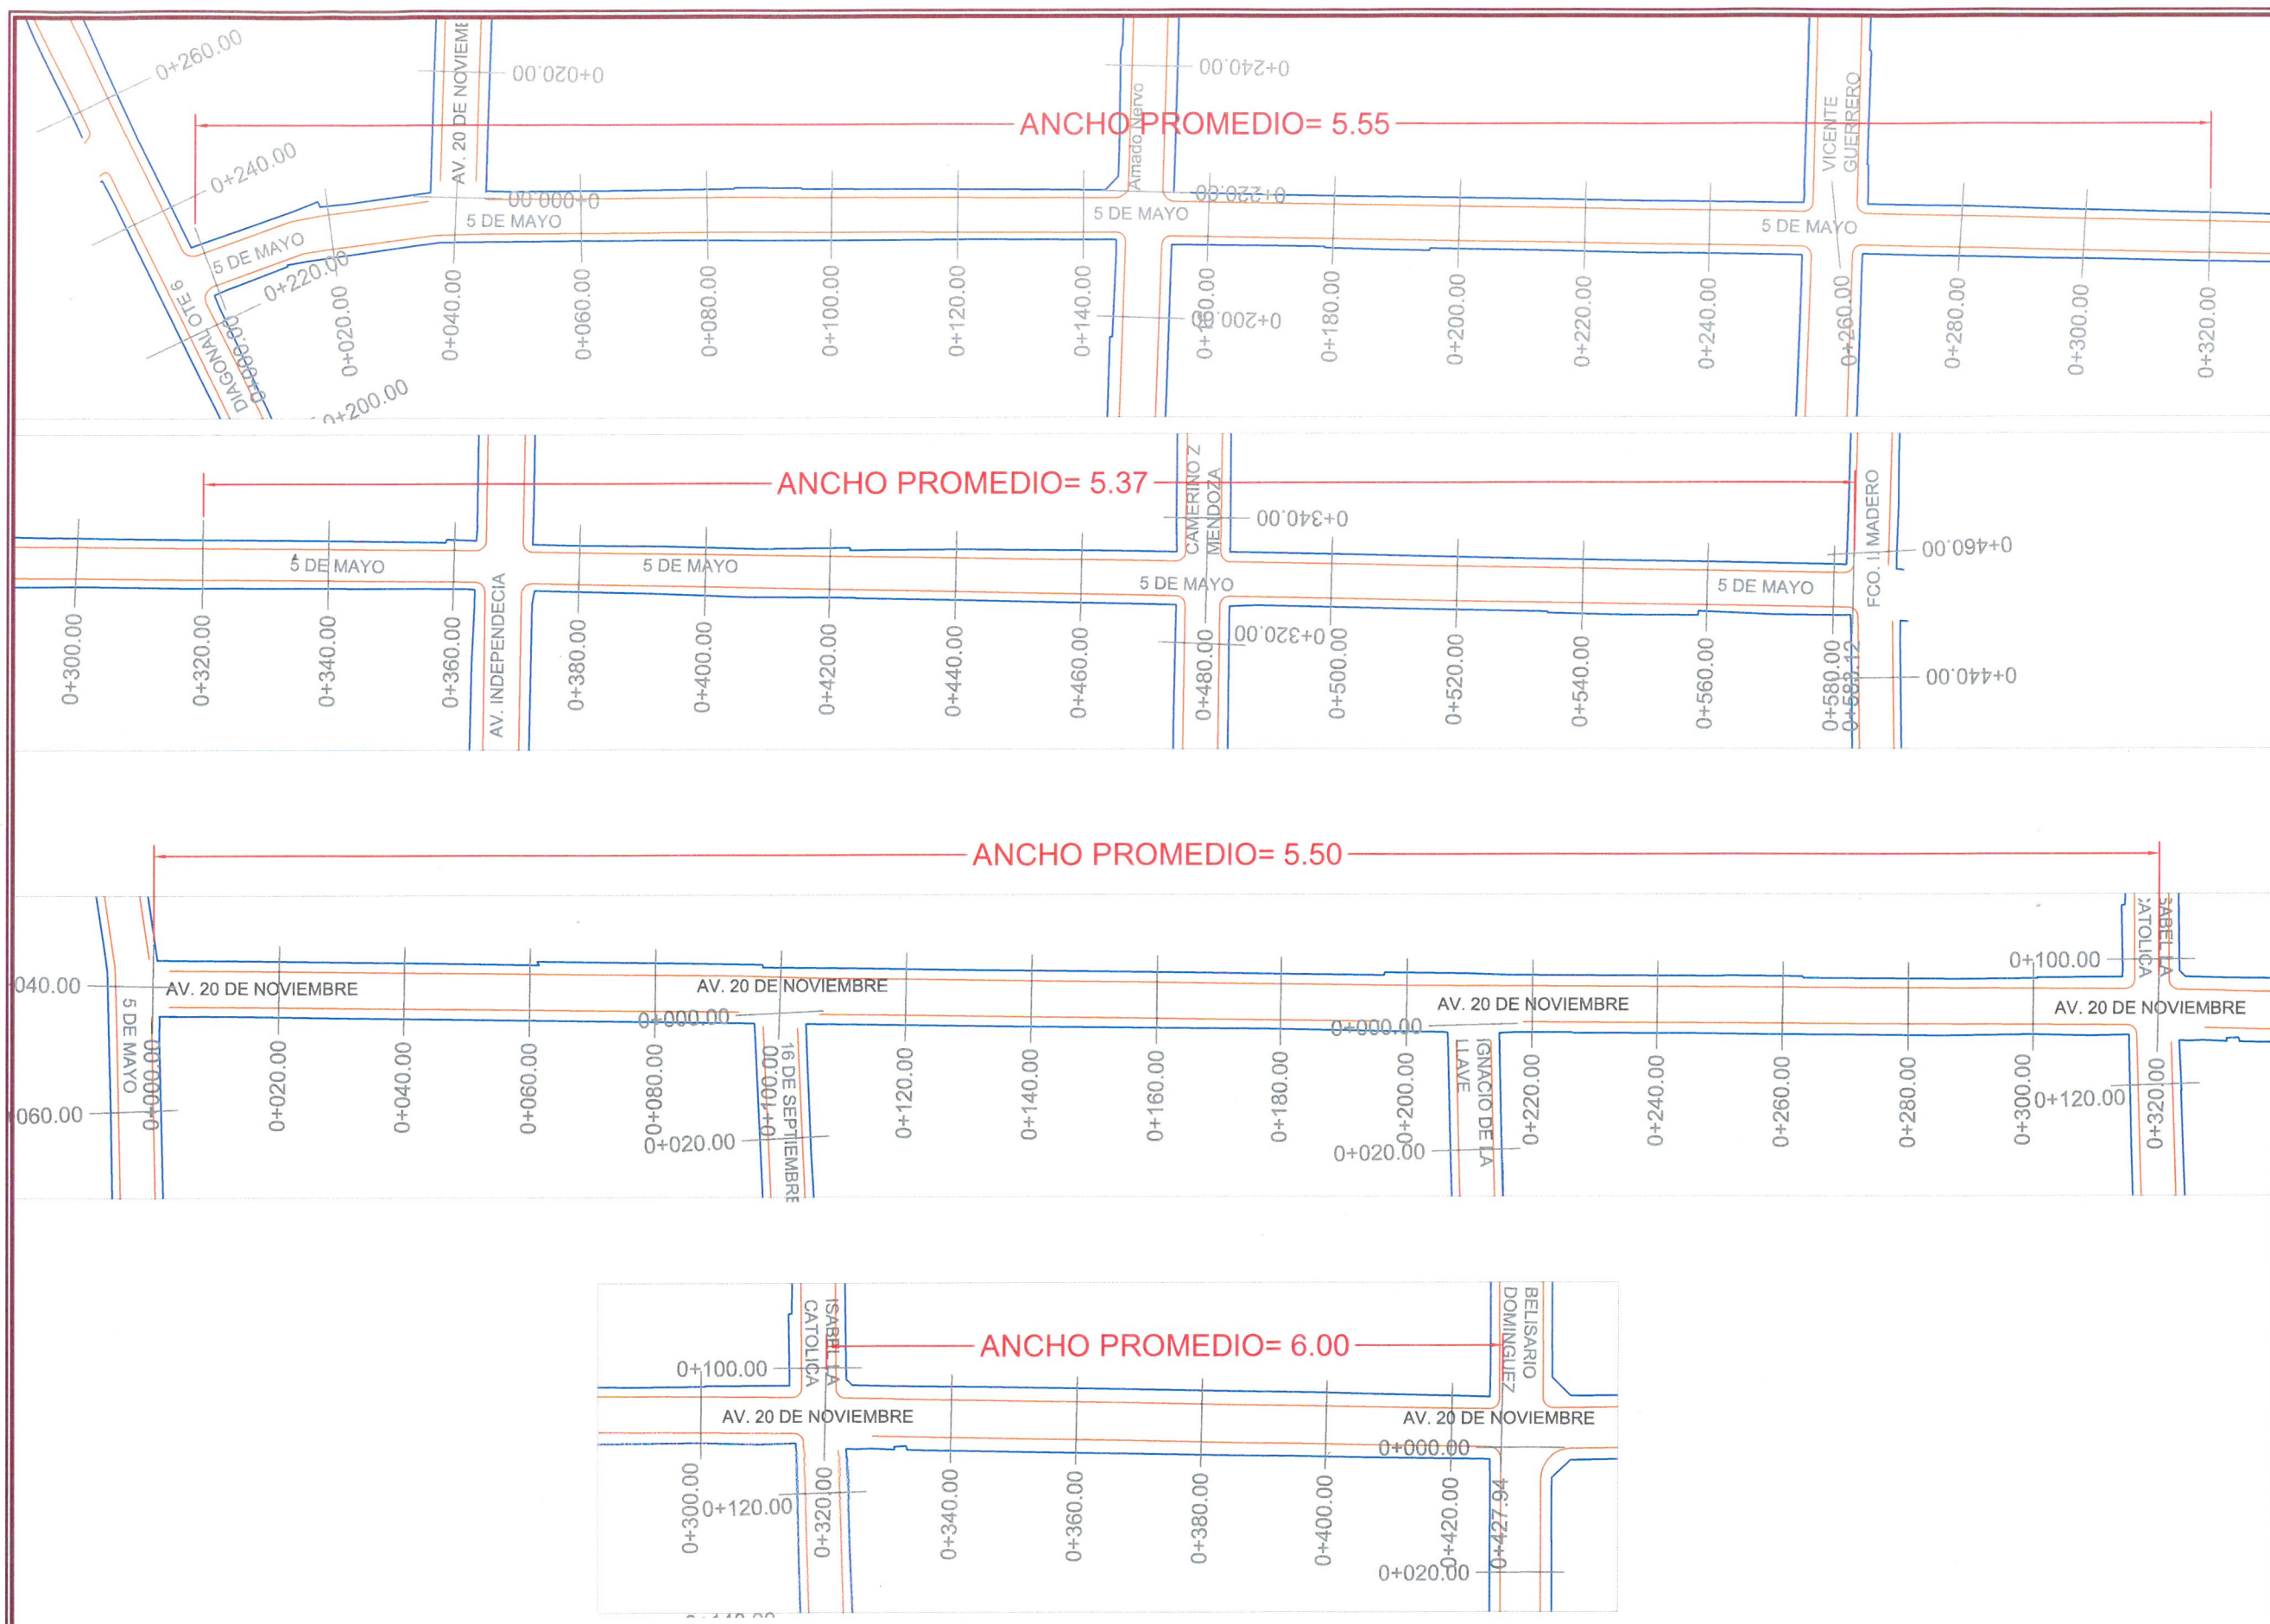 0+260.00
AV. 20 DE NOVIEMB
0+020.00
0+240.00
Amado Nervo
VICENTE
GUERRERO
ANCHO PROMEDIO= 5.55
0+240.00
0+000.00
0+220.00
5 DE MAYO
5 DE MAYO
5 DE MAYO
5 DE MAYO
0+220.00
DIAGONAL OTE 6
0+000.00
0+020.00
0+040.00
0+060.00
0+080.00
0+100.00
0+120.00
0+140.00
0+160.00
0+200.00
0+180.00
0+200.00
0+220.00
0+240.00
0+260.00
0+280.00
0+300.00
0+320.00
0+200.00
ANCHO PROMEDIO= 5.37
CAMERINO Z
MENDOZA
0+340.00
FCO. I. MADERO
0+460.00
5 DE MAYO
5 DE MAYO
5 DE MAYO
5 DE MAYO
AV. INDEPENDECIA
0+320.00
0+300.00
0+320.00
0+340.00
0+360.00
0+380.00
0+400.00
0+420.00
0+440.00
0+460.00
0+480.00
0+500.00
0+520.00
0+540.00
0+560.00
0+580.00
0+583.12
0+440.00
ANCHO PROMEDIO= 5.50
SABEL LA
CATOLICA
0+100.00
040.00
AV. 20 DE NOVIEMBRE
AV. 20 DE NOVIEMBRE
AV. 20 DE NOVIEMBRE
AV. 20 DE NOVIEMBRE
5 DE MAYO
0+000.00
0+000.00
060.00
0+000.00
0+020.00
0+040.00
0+060.00
0+080.00
0+100.00
16 DE SEPTIEMBRE
0+020.00
0+120.00
0+140.00
0+160.00
0+180.00
0+200.00
IGNACIO DE LA
LLAVE
0+020.00
0+220.00
0+240.00
0+260.00
0+280.00
0+300.00
0+120.00
0+320.00
ISABEL LA
CATOLICA
BELISARIO
DOMINGUEZ
ANCHO PROMEDIO= 6.00
0+100.00
AV. 20 DE NOVIEMBRE
AV. 20 DE NOVIEMBRE
0+000.00
0+300.00
0+120.00
0+320.00
0+340.00
0+360.00
0+380.00
0+400.00
0+420.00
0+427.94
0+020.00